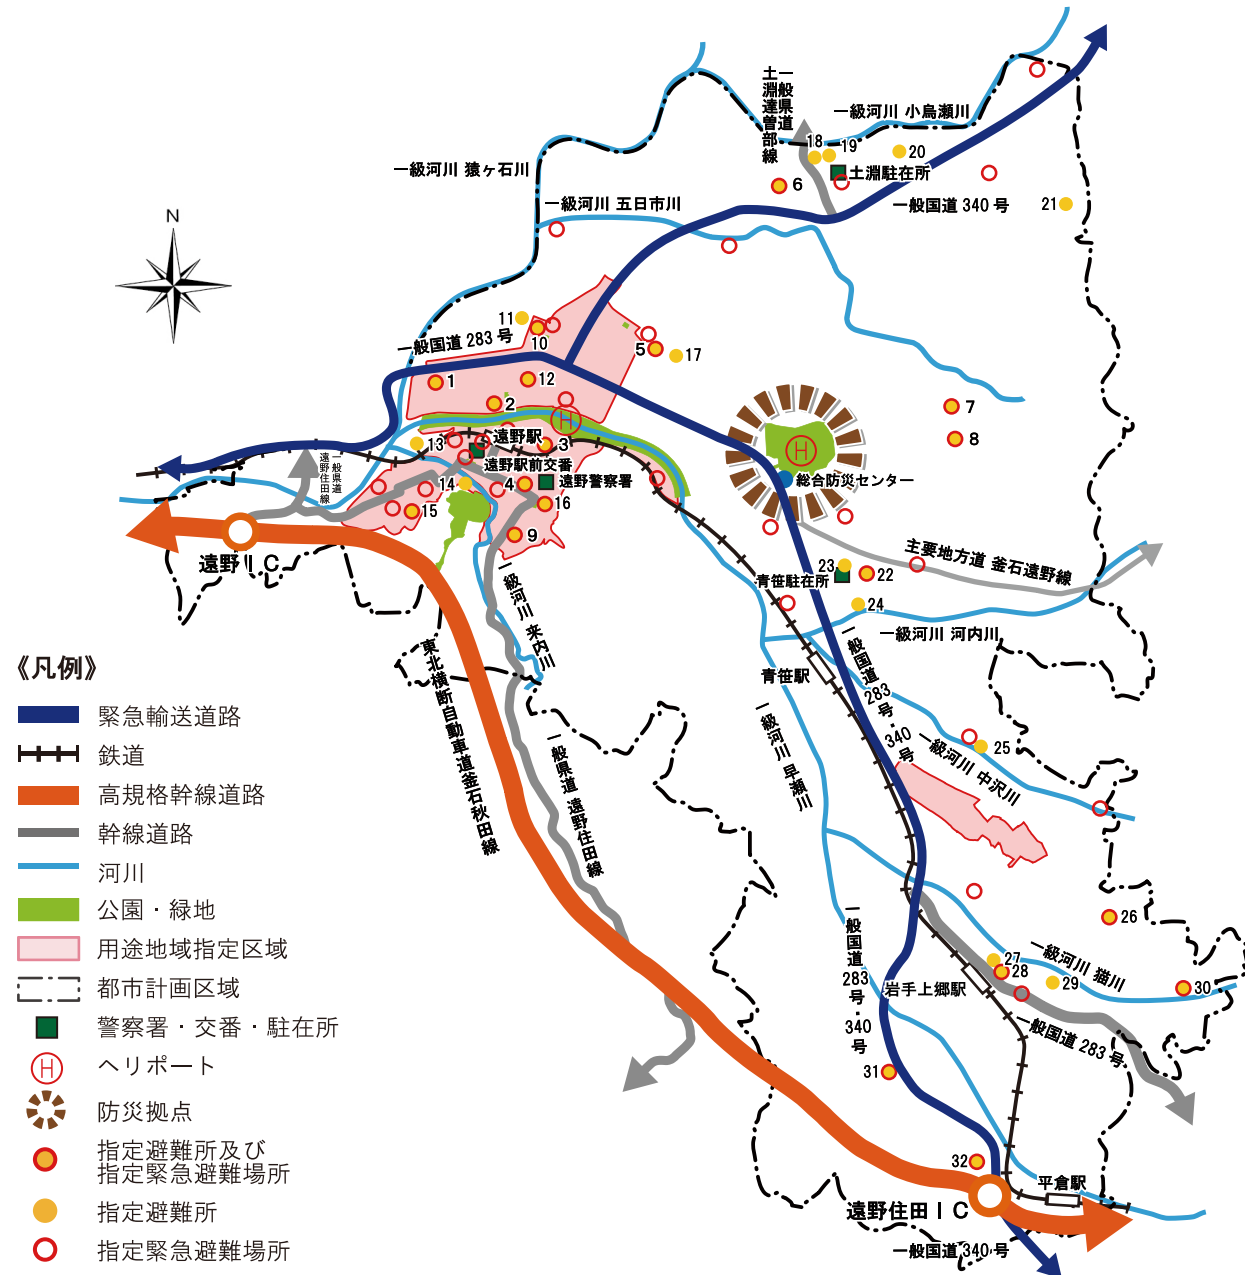 土淵達曽部線
一般県道
一級河川 小烏瀬川
18
19
20
一級河川 猿ヶ石川
土淵駐在所
6
一級河川 五日市川
一般国道 340 号
21
N
11
一般国道 283 号
10
5
17
1
12
2
7
遠野駅
13
3
8
遠野駅前交番
一般県道
遠野住田線
14
4
遠野警察署
総合防災センター
16
15
9
遠野ＩＣ
主要地方道 釜石遠野線
23
22
青笹駐在所
24
一級河川 来内川
一級河川 河内川
《凡例》
東北横断自動車道釜石秋田線
青笹駅
一般国道 283号・340号
緊急輸送道路
一級河川 早瀬川
鉄道
一般県道 遠野住田線
25
一級河川 中沢川
高規格幹線道路
幹線道路
河川
公園・緑地
26
一般国道 283号・340号
用途地域指定区域
一級河川 猫川
27
28
29
30
都市計画区域
岩手上郷駅
警察署・交番・駐在所
一般国道 283 号
ヘリポート
31
防災拠点
指定避難所及び
指定緊急避難場所
32
平倉駅
指定避難所
遠野住田ＩＣ
指定緊急避難場所
一般国道 340 号
H
H
H